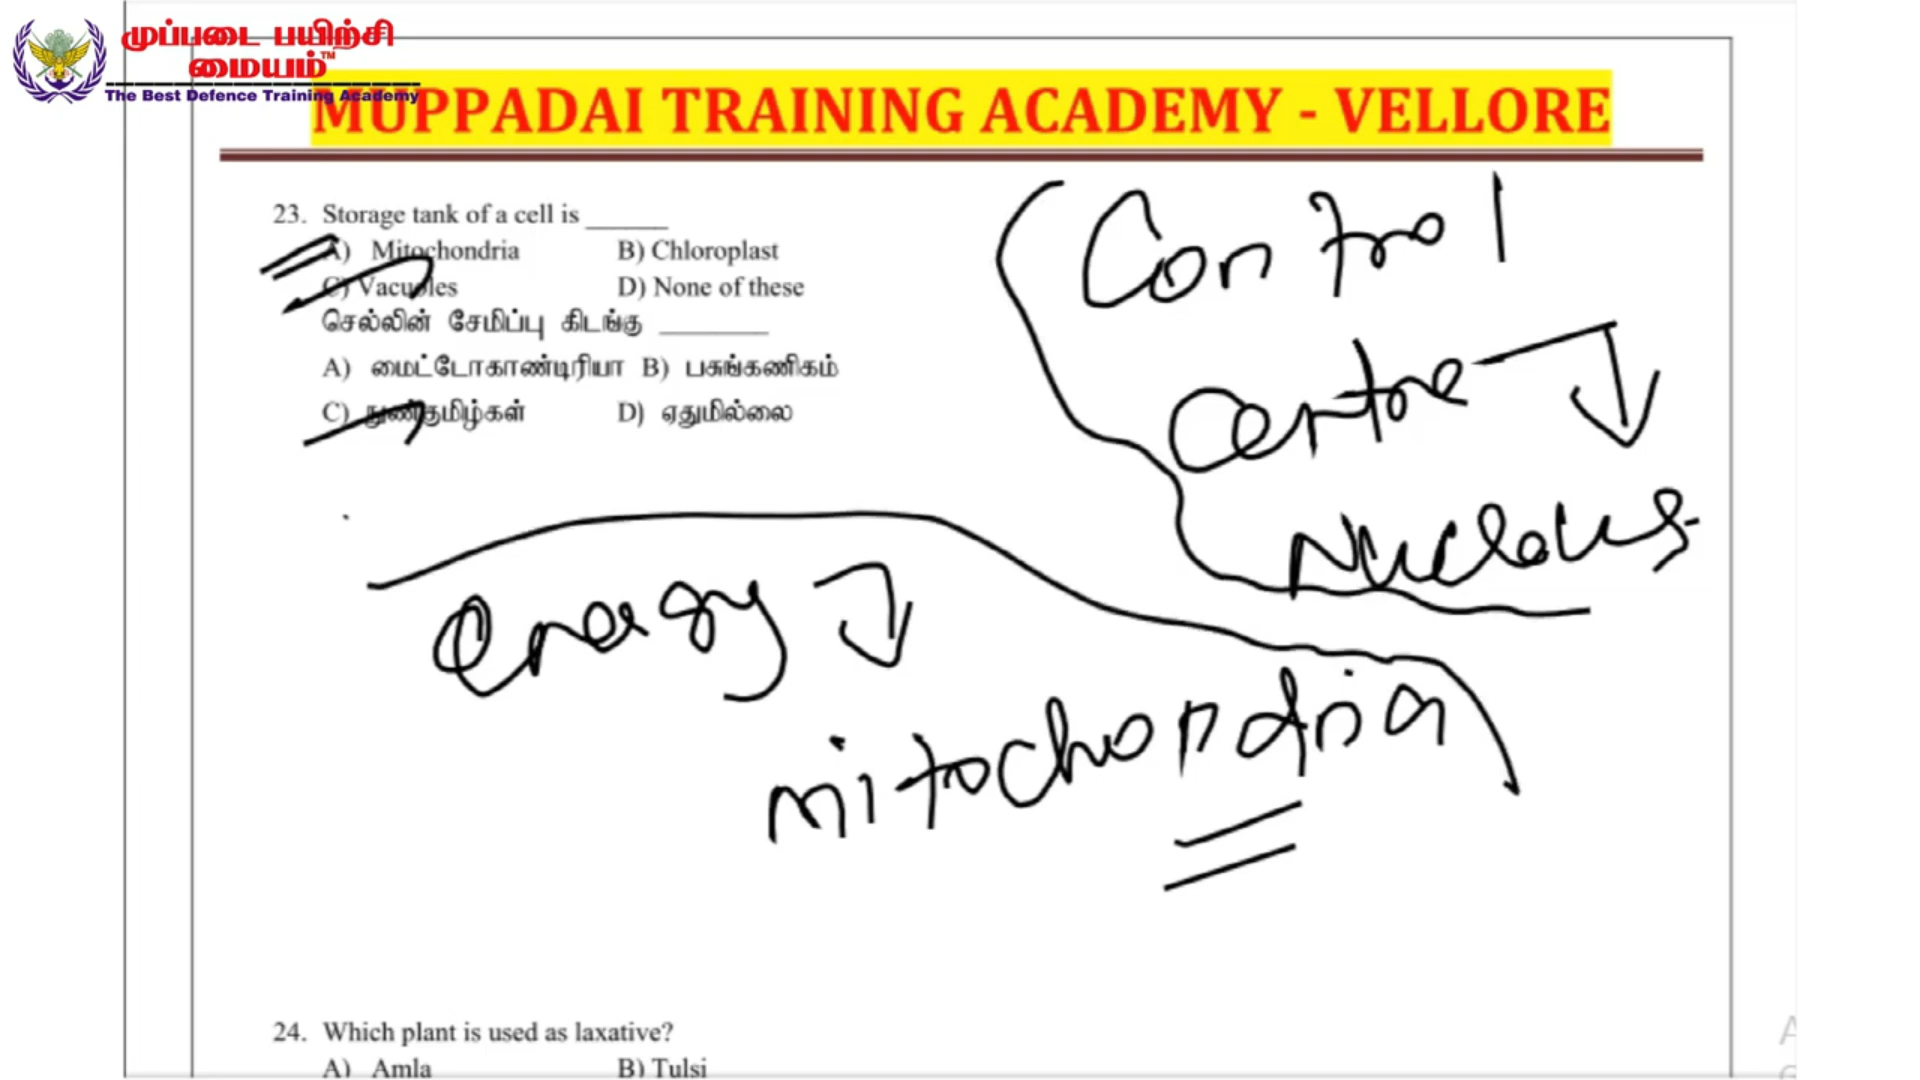 முப்படை பயிற்சி
மையம்™
The Best Defence Training Academy
MUPPADAI TRAINING ACADEMY - VELLORE
23. Storage tank of a cell is ______
A) Mitochondria B) Chloroplast
C) Vacuoles D) None of these
செல்லின் சேமிப்பு கிடங்கு ________
A) மைட்டோகாண்டிரியா B) பசுங்கணிகம்
C) நுண்குமிழ்கள் D) ஏதுமில்லை
Control
Centre
Nucleus
energy
mitochondria
24. Which plant is used as laxative?
A) Amla B) Tulsi